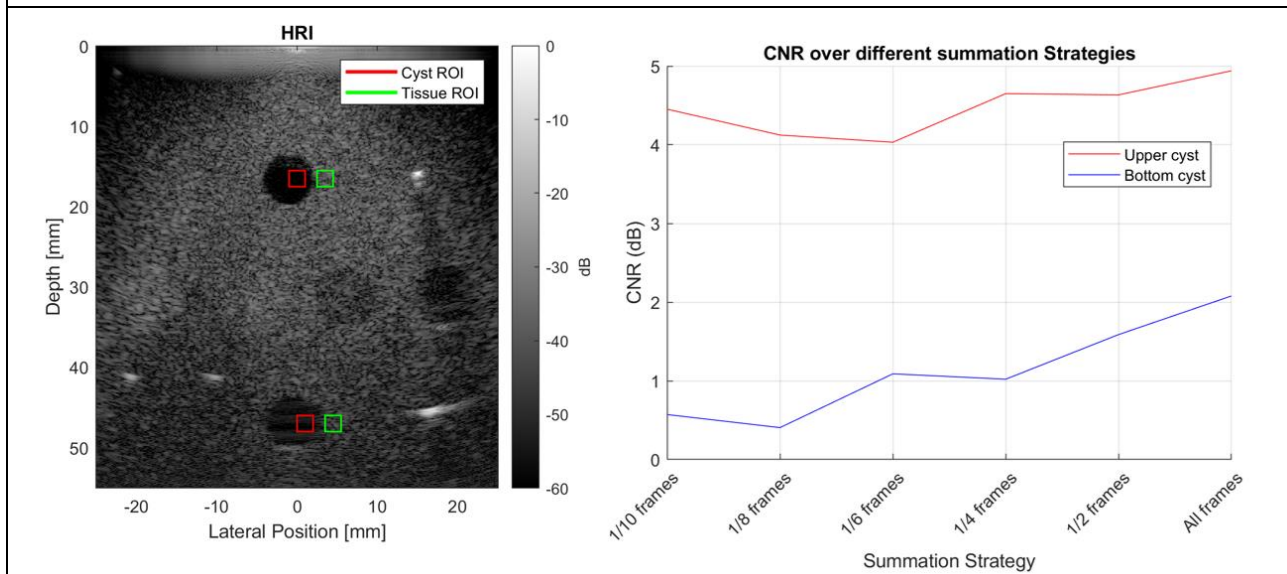 HRI
Cyst ROI
Tissue ROI
0
10
20
30
40
50
Depth [mm]
-20
-10
0
10
20
Lateral Position [mm]
0
-10
-20
-30
-40
-50
-60
dB
CNR over different summation Strategies
5
4
3
2
1
0
CNR (dB)
Upper cyst
Bottom cyst
1/10 frames
1/8 frames
1/6 frames
1/4 frames
1/2 frames
All frames
Summation Strategy